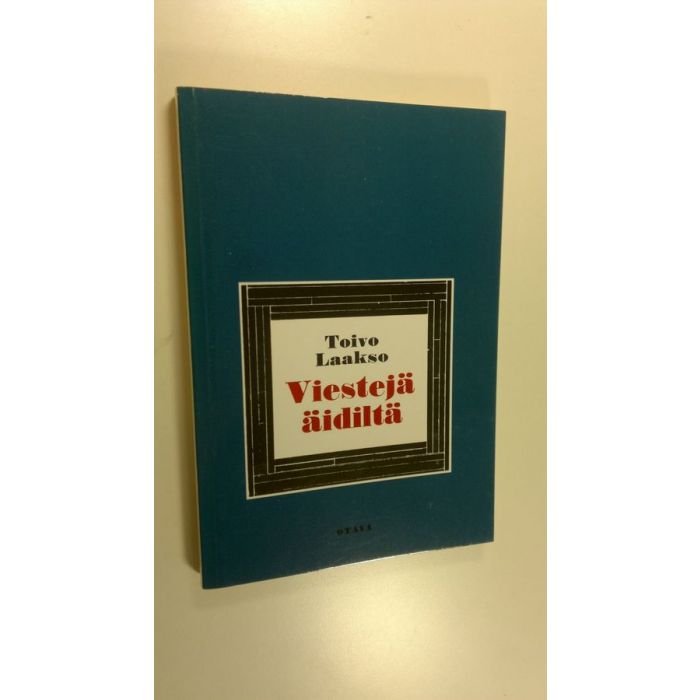 Toivo
Laakso
Viestejä
äidiltä
OTAVA